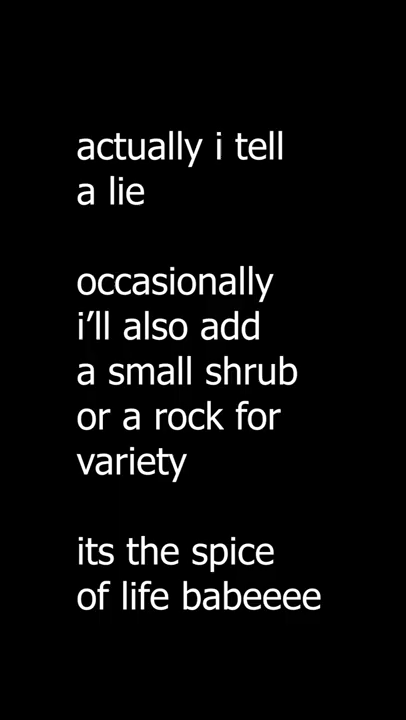 actually i tell
a lie
occasionally
i’ll also add
a small shrub
or a rock for
variety
its the spice
of life babeeee